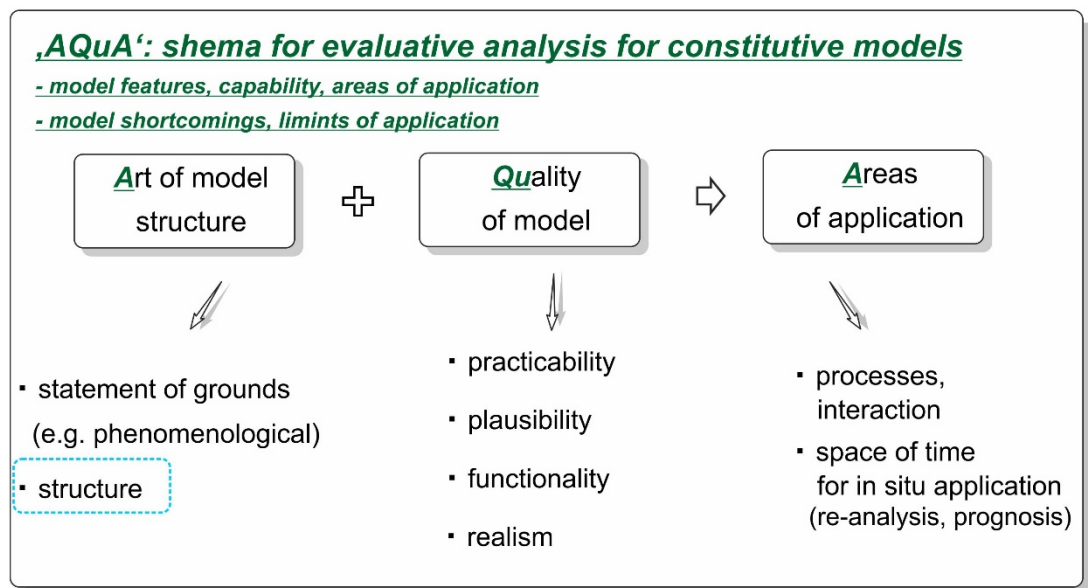 ‚AQuA‘: shema for evaluative analysis for constitutive models
- model features, capability, areas of application
- model shortcomings, limints of application
Art of model
structure
Quality
of model
Areas
of application
▪ statement of grounds
(e.g. phenomenological)
▪ structure
▪ practicability
▪ plausibility
▪ functionality
▪ realism
▪ processes,
interaction
▪ space of time
for in situ application
(re-analysis, prognosis)